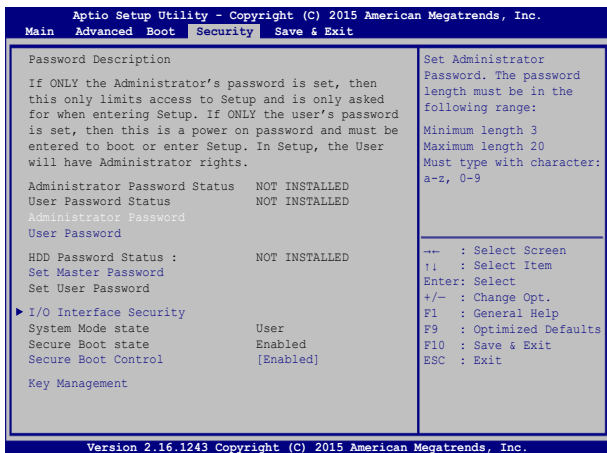 Aptio Setup Utility - Copyright (C) 2015 American Megatrends, Inc.
Main Advanced Boot Security Save & Exit
Password Description
If ONLY the Administrator's password is set, then
this only limits access to Setup and is only asked
for when entering Setup. If ONLY the user's password
is set, then this is a power on password and must be
entered to boot or enter Setup. In Setup, the User
will have Administrator rights.
Administrator Password Status NOT INSTALLED
User Password Status NOT INSTALLED
Administrator Password
User Password
HDD Password Status : NOT INSTALLED
Set Master Password
Set User Password
I/O Interface Security
System Mode state User
Secure Boot state Enabled
Secure Boot Control [Enabled]
Key Management
Set Administrator
Password. The password
length must be in the
following range:
Minimum length 3
Maximum length 20
Must type with character:
a-z, 0-9
→← : Select Screen
↑↓ : Select Item
Enter: Select
+/— : Change Opt.
F1 : General Help
F9 : Optimized Defaults
F10 : Save & Exit
ESC : Exit
Version 2.16.1243 Copyright (C) 2015 American Megatrends, Inc.